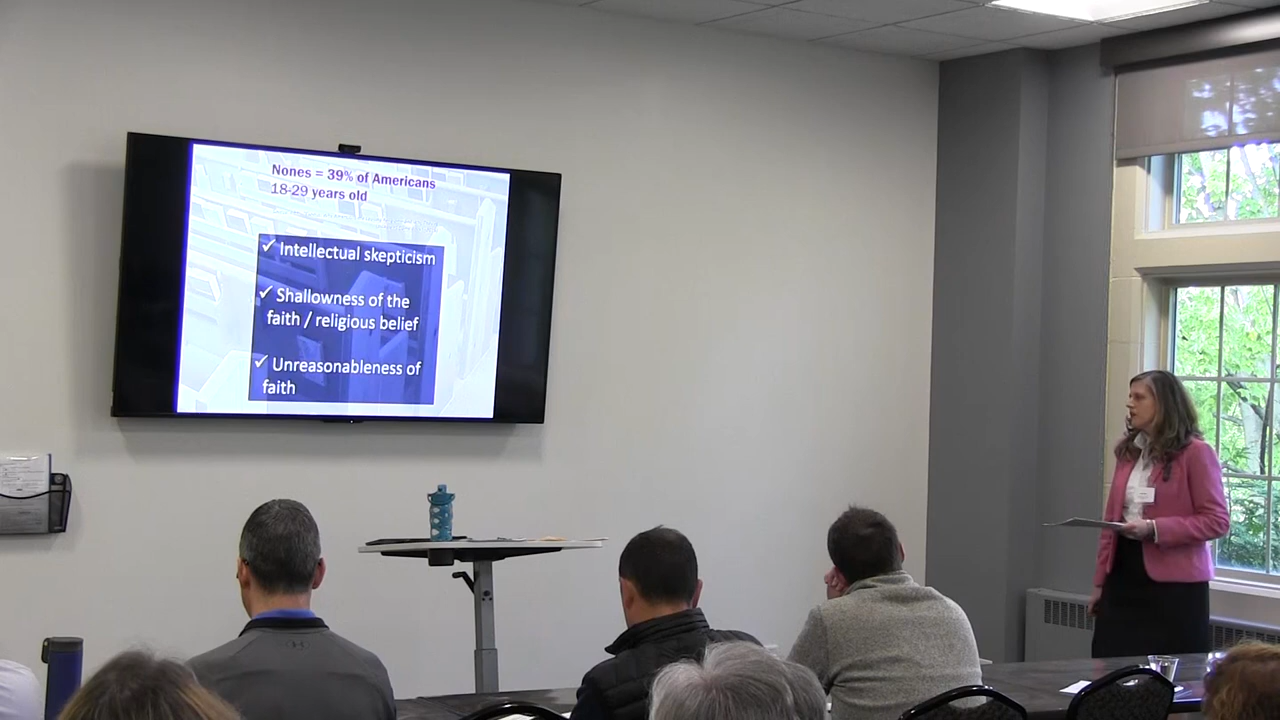 Nones = 39% of Americans
18-29 years old
✓ Intellectual skepticism
✓ Shallowness of the
faith / religious belief
✓ Unreasonableness of
faith